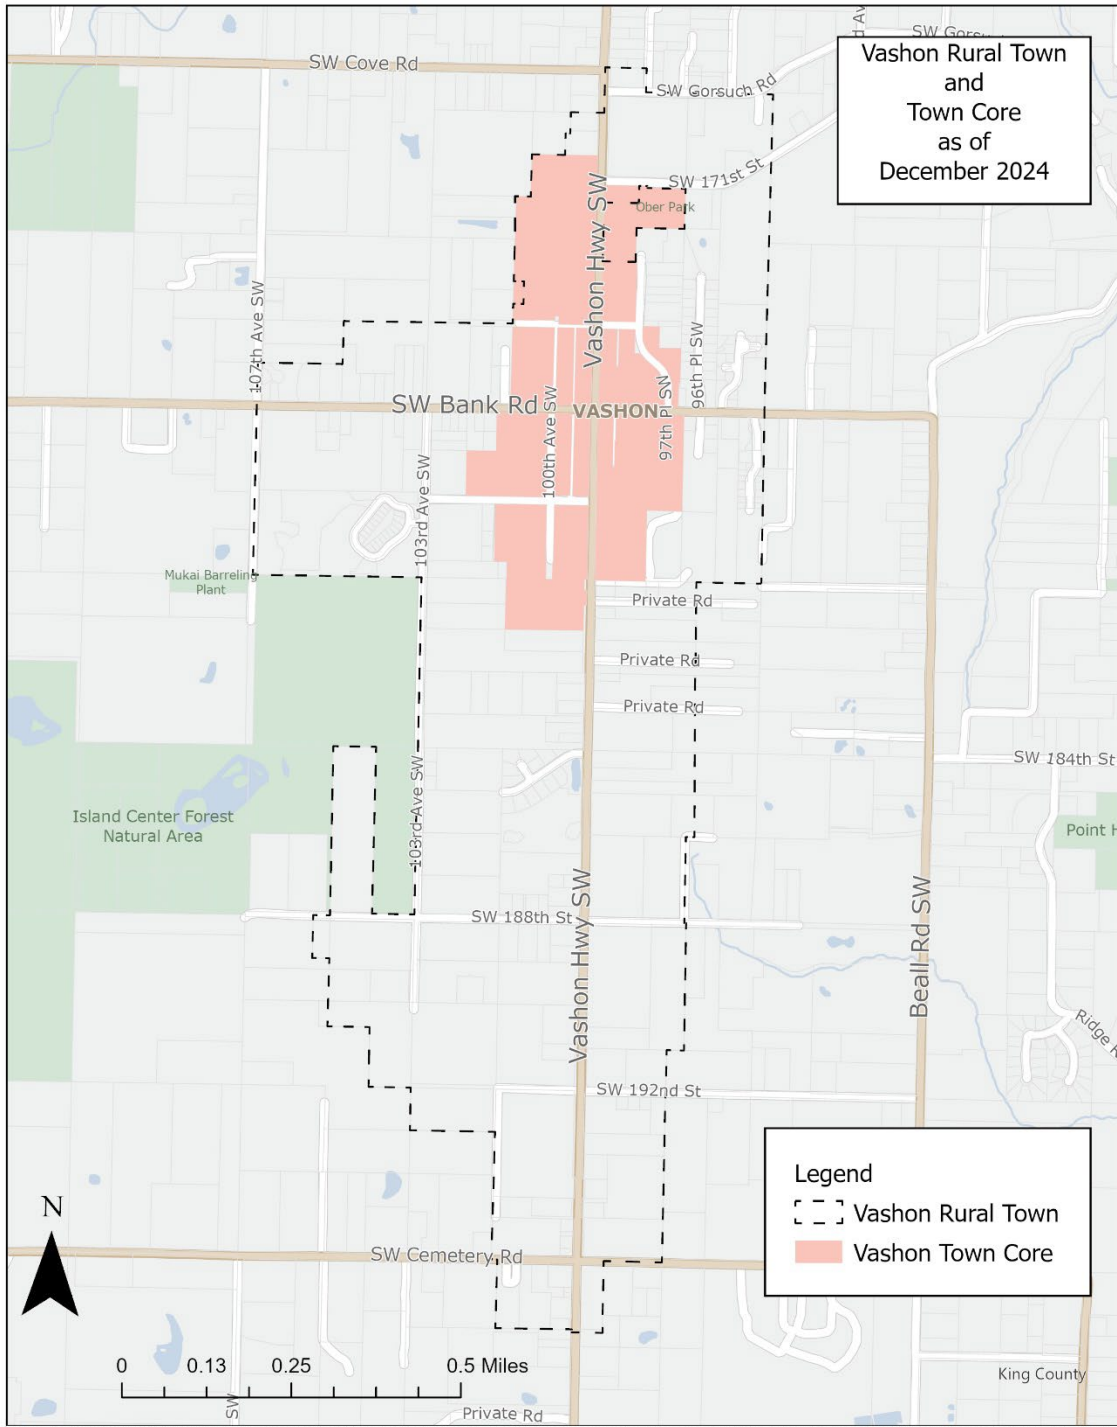 SW Cove Rd
SW Gorsuch Rd
SW Gorsuch
d Av
Vashon Rural Town
and
Town Core
as of
December 2024
SW 171st St
Ober Park
Vashon Hwy SW
107th Ave SW
96th Pl SW
97th Pl SW
SW Bank Rd
VASHON
100th Ave SW
103rd Ave SW
Mukai Barreling
Plant
Private Rd
Private Rd
Private Rd
SW 184th St
Island Center Forest
Natural Area
103rd Ave SW
Point H
SW 188th St
Vashon Hwy SW
Beall Rd SW
Ridge R
SW 192nd St
Legend
Vashon Rural Town
Vashon Town Core
N
SW Cemetery Rd
0 0.13 0.25 0.5 Miles
SW
Private Rd
King County